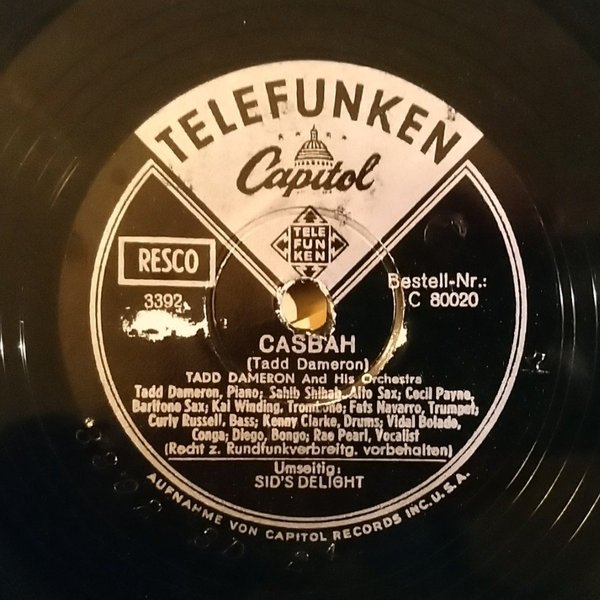 TELEFUNKEN
Capitol
TELE
FUN
KEN
RESCO
3392
Bestell-Nr.:
C 80020
CASBAH
(Tadd Dameron)
TADD DAMERON And His Orchestra
Tadd Dameron, Piano; Sahib Shihab, Alto Sax; Cecil Payne,
Baritone Sax; Kai Winding, Trombone; Fats Navarro, Trumpet;
Curly Russell, Bass; Kenny Clarke, Drums; Vidal Bolado,
Conga; Diego, Bongo; Rae Pearl, Vocalist
(Recht z. Rundfunkverbreitg. vorbehalten)
Umseitig:
SID'S DELIGHT
AUFNAHME VON CAPITOL RECORDS INC. U.S.A.